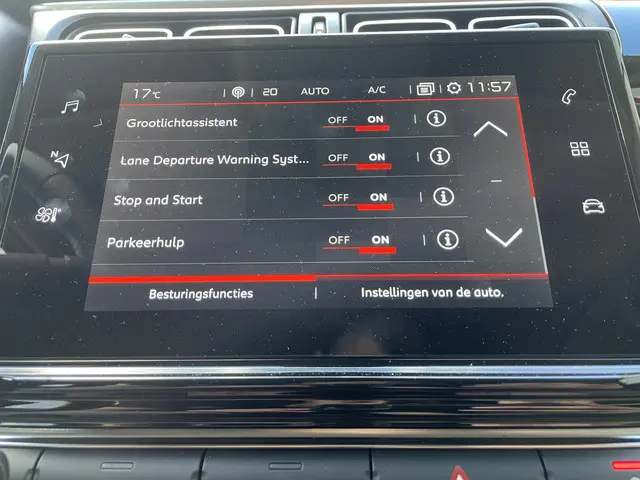 17°C 20 AUTO A/C 11:57
Grootlichtassistent OFF ON i
Lane Departure Warning Syst... OFF ON i
N
Stop and Start OFF ON i
Parkeerhulp OFF ON i
Besturingsfuncties | Instellingen van de auto.